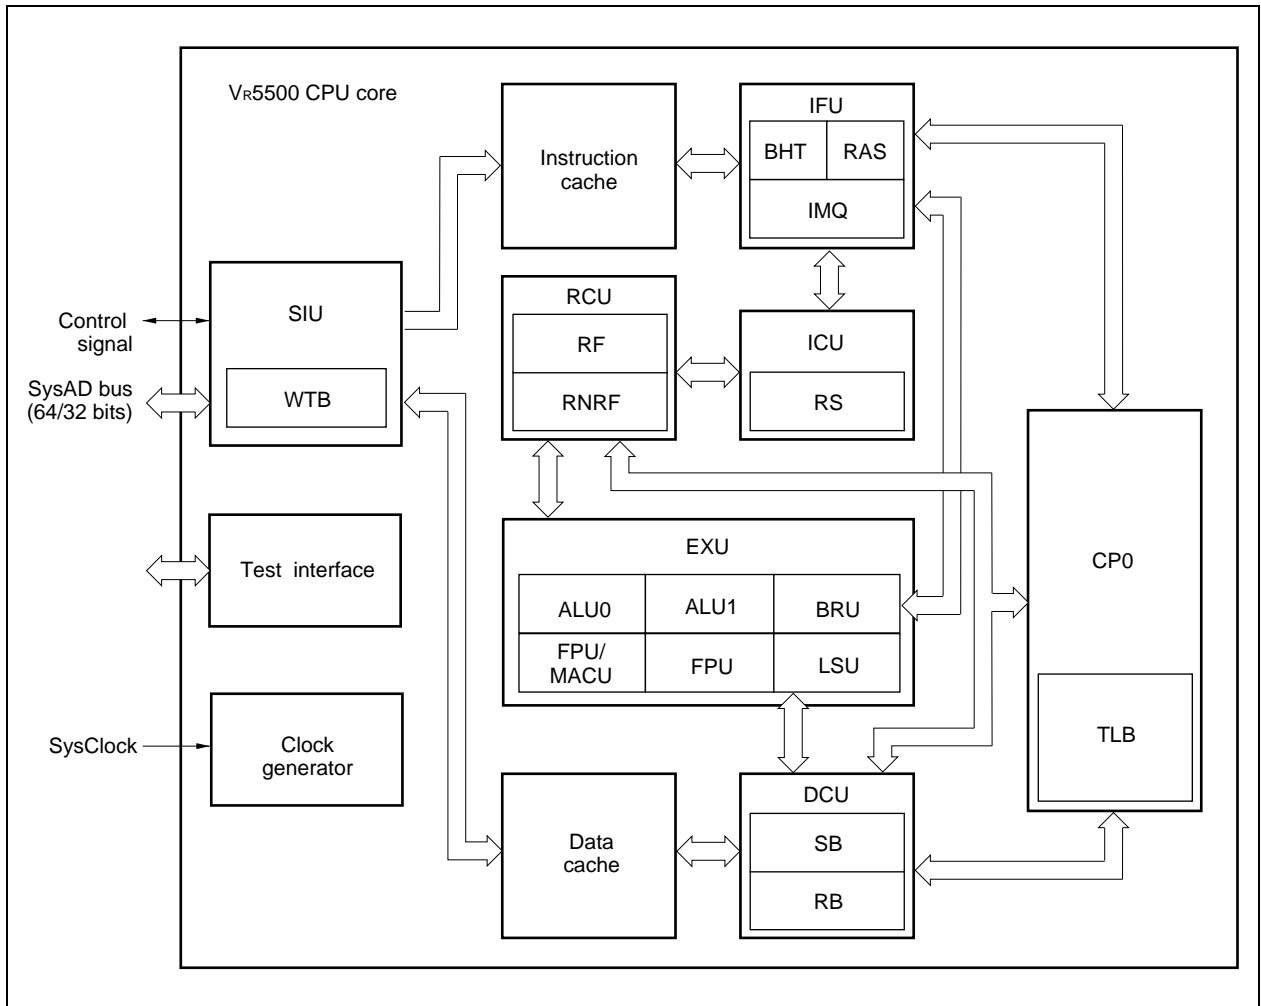 VR5500 CPU core
Instruction
cache
IFU
BHT
RAS
IMQ
SIU
WTB
Control
signal
SysAD bus
(64/32 bits)
RCU
RF
RNRF
ICU
RS
Test interface
EXU
ALU0
ALU1
BRU
FPU/
MACU
FPU
LSU
CP0
TLB
SysClock
Clock
generator
Data
cache
DCU
SB
RB